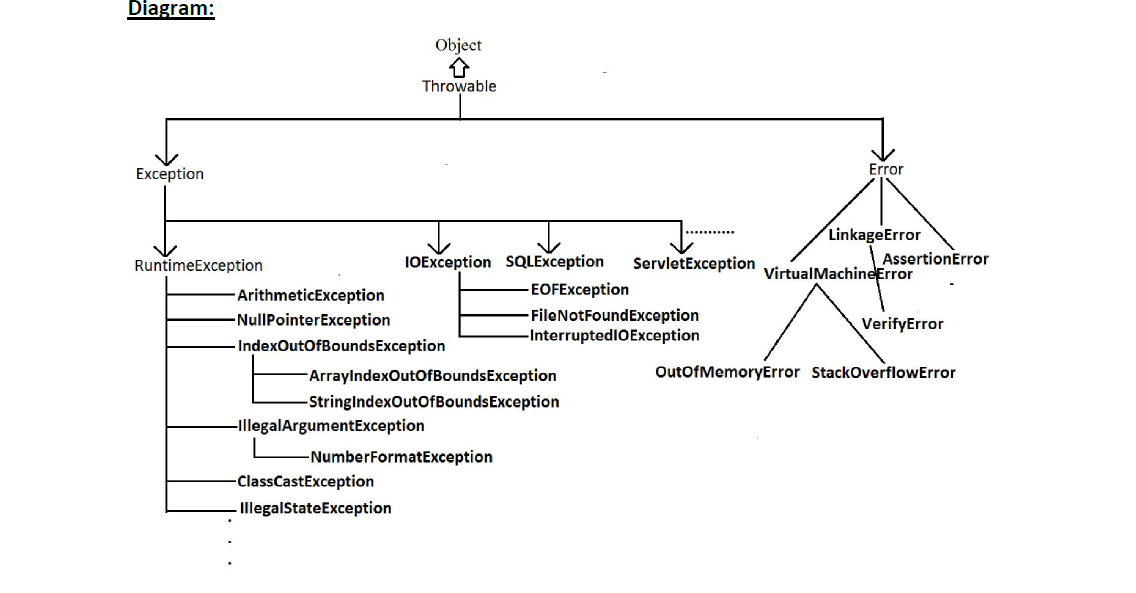 Diagram:
Object
Throwable
Exception
Error
RuntimeException
IOException
SQLException
ServletException
...........
ArithmeticException
NullPointerException
IndexOutOfBoundsException
ArrayIndexOutOfBoundsException
StringIndexOutOfBoundsException
IllegalArgumentException
NumberFormatException
ClassCastException
IllegalStateException
.
.
.
EOFException
FileNotFoundException
InterruptedIOException
LinkageError
AssertionError
VirtualMachineError
VerifyError
OutOfMemoryError
StackOverflowError